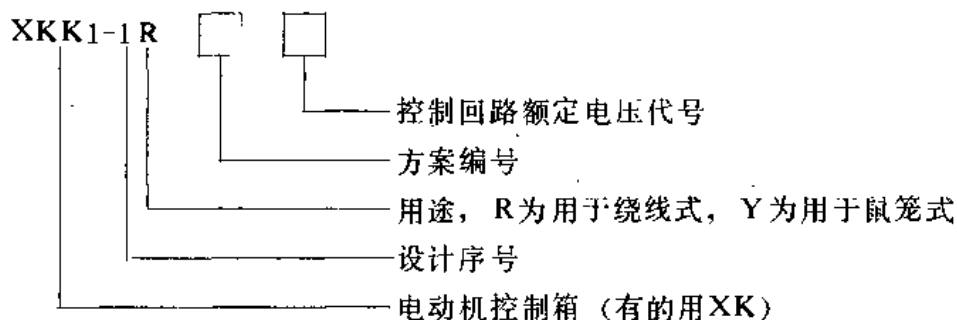 XKK1-1R □ □
控制回路额定电压代号
方案编号
用途，R为用于绕线式，Y为用于鼠笼式
设计序号
电动机控制箱（有的用XK）